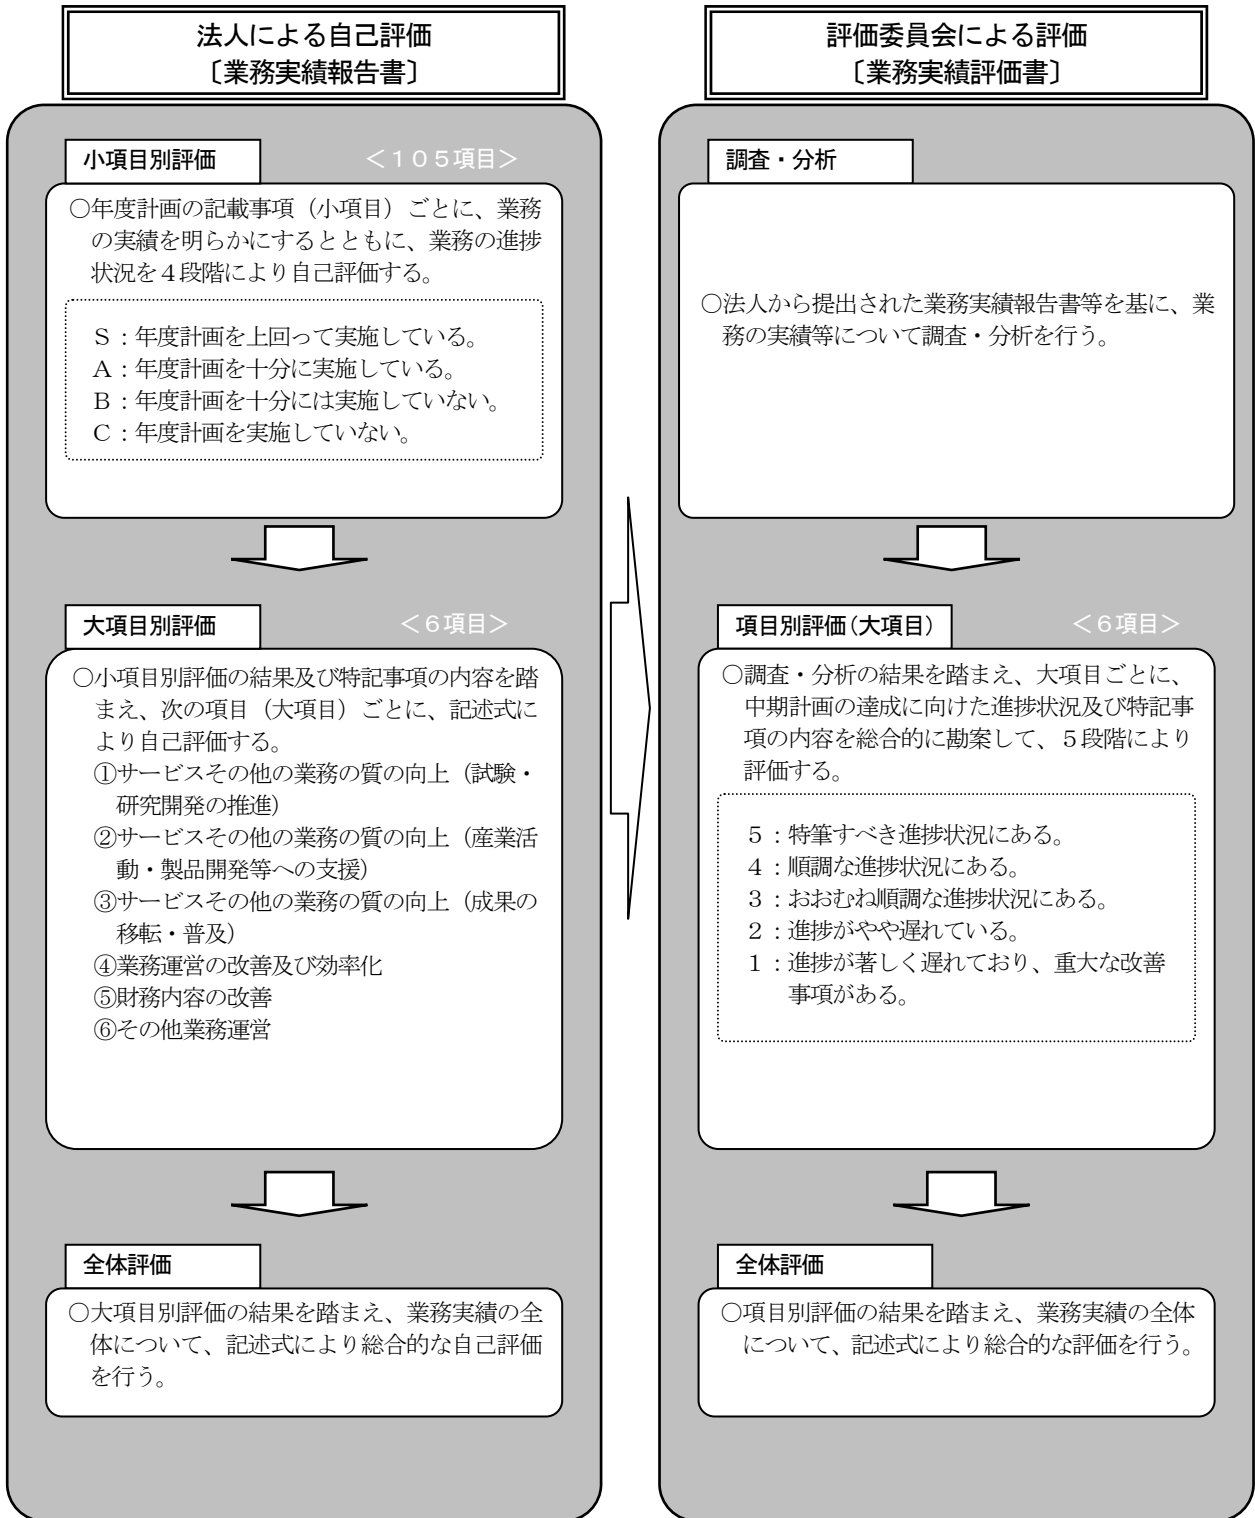 法人による自己評価
〔業務実績報告書〕
小項目別評価
＜１０５項目＞
○年度計画の記載事項（小項目）ごとに、業務
の実績を明らかにするとともに、業務の進捗
状況を４段階により自己評価する。
Ｓ：年度計画を上回って実施している。
Ａ：年度計画を十分に実施している。
Ｂ：年度計画を十分には実施していない。
Ｃ：年度計画を実施していない。
大項目別評価
＜６項目＞
○小項目別評価の結果及び特記事項の内容を踏
まえ、次の項目（大項目）ごとに、記述式に
より自己評価する。
①サービスその他の業務の質の向上（試験・
研究開発の推進）
②サービスその他の業務の質の向上（産業活
動・製品開発等への支援）
③サービスその他の業務の質の向上（成果の
移転・普及）
④業務運営の改善及び効率化
⑤財務内容の改善
⑥その他業務運営
全体評価
○大項目別評価の結果を踏まえ、業務実績の全
体について、記述式により総合的な自己評価
を行う。
評価委員会による評価
〔業務実績評価書〕
調査・分析
○法人から提出された業務実績報告書等を基に、業
務の実績等について調査・分析を行う。
項目別評価（大項目）
＜６項目＞
○調査・分析の結果を踏まえ、大項目ごとに、
中期計画の達成に向けた進捗状況及び特記事
項の内容を総合的に勘案して、５段階により
評価する。
５：特筆すべき進捗状況にある。
４：順調な進捗状況にある。
３：おおむね順調な進捗状況にある。
２：進捗がやや遅れている。
１：進捗が著しく遅れており、重大な改善
事項がある。
全体評価
○項目別評価の結果を踏まえ、業務実績の全体
について、記述式により総合的な評価を行う。